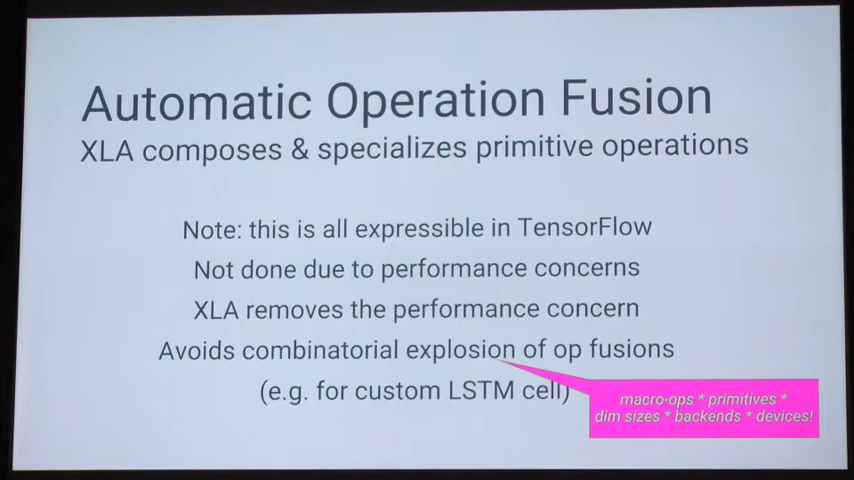 Automatic Operation Fusion
XLA composes & specializes primitive operations
Note: this is all expressible in TensorFlow
Not done due to performance concerns
XLA removes the performance concern
Avoids combinatorial explosion of op fusions
(e.g. for custom LSTM cell)
macro-ops * primitives *
dim sizes * backends * devices!